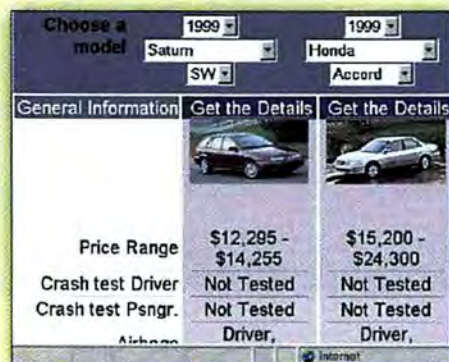 Choose a model 1999 1999
Saturn Honda
SW Accord
General Information Get the Details Get the Details
Price Range $12,295 - $14,255 $15,200 - $24,300
Crash test Driver Not Tested Not Tested
Crash test Psngr. Not Tested Not Tested
Airbags Driver, Driver,
Internet